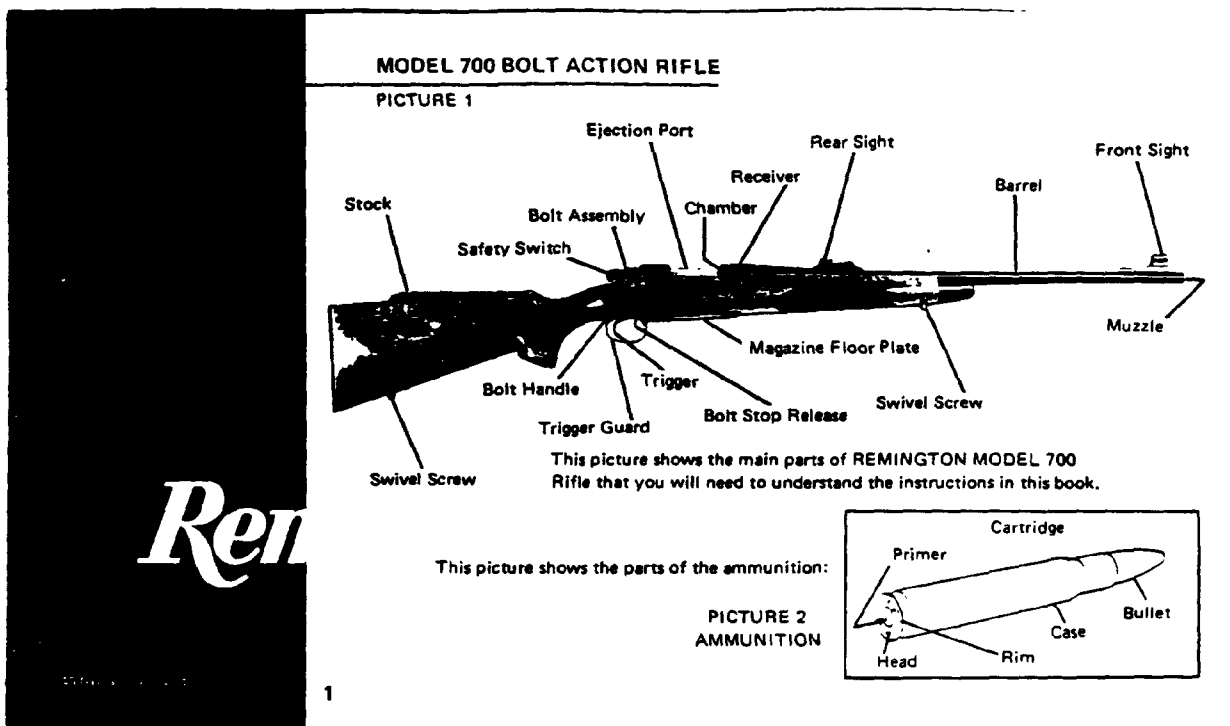 MODEL 700 BOLT ACTION RIFLE
PICTURE 1
Ejection Port
Rear Sight
Front Sight
Receiver
Barrel
Stock
Chamber
Bolt Assembly
Safety Switch
Muzzle
Magazine Floor Plate
Trigger
Bolt Handle
Swivel Screw
Bolt Stop Release
Trigger Guard
Swivel Screw
This picture shows the main parts of REMINGTON MODEL 700
Rifle that you will need to understand the instructions in this book.
Rem
This picture shows the parts of the ammunition:
PICTURE 2
AMMUNITION
Cartridge
Primer
Bullet
Case
Rim
Head
1